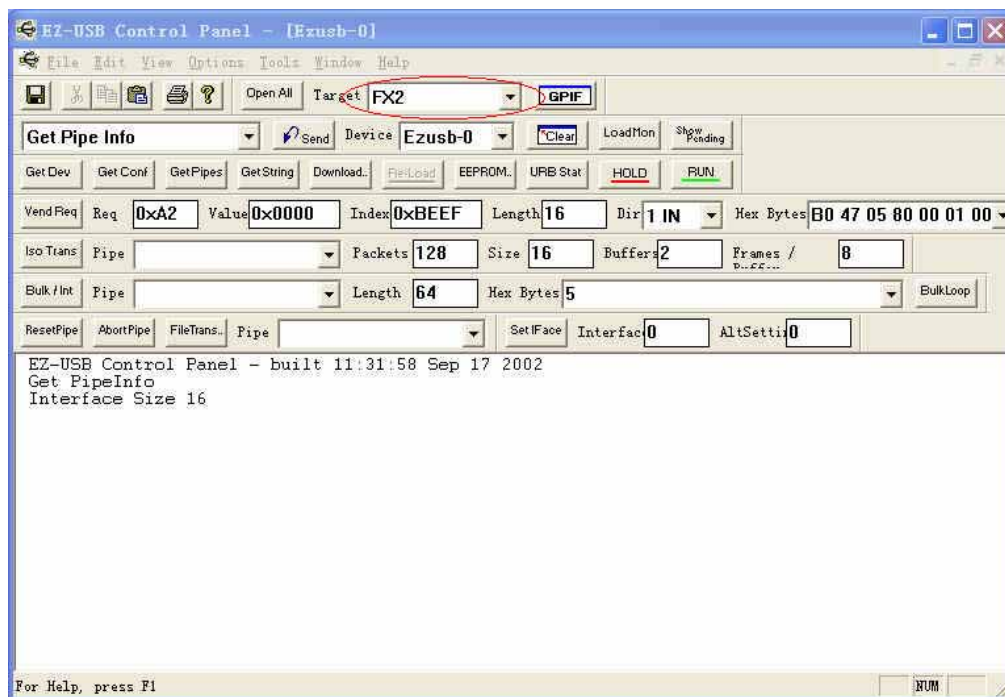 EZ-USB Control Panel - [Ezusb-0]
File Edit View Options Tools Window Help
Open All Target FX2 GPIF
Get Pipe Info Send Device Ezusb-0 Clear LoadMon Show Pending
Get Dev Get Conf GetPipes GetString Download.. Re-Load EEPROM.. URB Stat HOLD RUN
Vend Req Req 0xA2 Value 0x0000 Index 0xBEEF Length 16 Dir 1 IN Hex Bytes B0 47 05 80 00 01 00
Iso Trans Pipe Packets 128 Size 16 Buffers 2 Frames / 8
Bulk/Int Pipe Length 64 Hex Bytes 5 BulkLoop
ResetPipe AbortPipe FileTrans.. Pipe Set IFace Interfac 0 AltSettin 0
EZ-USB Control Panel - built 11:31:58 Sep 17 2002
Get PipeInfo
Interface Size 16
For Help, press F1 NUM